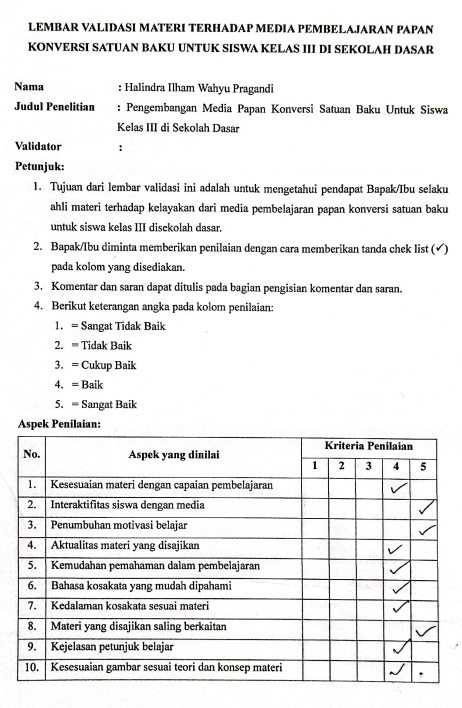 LEMBAR VALIDASI MATERI TERHADAP MEDIA PEMBELAJARAN PAPAN
KONVERSI SATUAN BAKU UNTUK SISWA KELAS III DI SEKOLAH DASAR
Nama : Halindra Ilham Wahyu Pragandi
Judul Penelitian : Pengembangan Media Papan Konversi Satuan Baku Untuk Siswa
Kelas III di Sekolah Dasar
Validator :
Petunjuk:
1. Tujuan dari lembar validasi ini adalah untuk mengetahui pendapat Bapak/Ibu selaku
ahli materi terhadap kelayakan dari media pembelajaran papan konversi satuan baku
untuk siswa kelas III disekolah dasar.
2. Bapak/Ibu diminta memberikan penilaian dengan cara memberikan tanda chek list (✓)
pada kolom yang disediakan.
3. Komentar dan saran dapat ditulis pada bagian pengisian komentar dan saran.
4. Berikut keterangan angka pada kolom penilaian:
1. = Sangat Tidak Baik
2. = Tidak Baik
3. = Cukup Baik
4. = Baik
5. = Sangat Baik
Aspek Penilaian:
No. Aspek yang dinilai Kriteria Penilaian
1 2 3 4 5
1. Kesesuaian materi dengan capaian pembelajaran ✓
2. Interaktifitas siswa dengan media ✓
3. Penumbuhan motivasi belajar ✓
4. Aktualitas materi yang disajikan ✓
5. Kemudahan pemahaman dalam pembelajaran ✓
6. Bahasa kosakata yang mudah dipahami ✓
7. Kedalaman kosakata sesuai materi ✓
8. Materi yang disajikan saling berkaitan ✓
9. Kejelasan petunjuk belajar ✓
10. Kesesuaian gambar sesuai teori dan konsep materi ✓